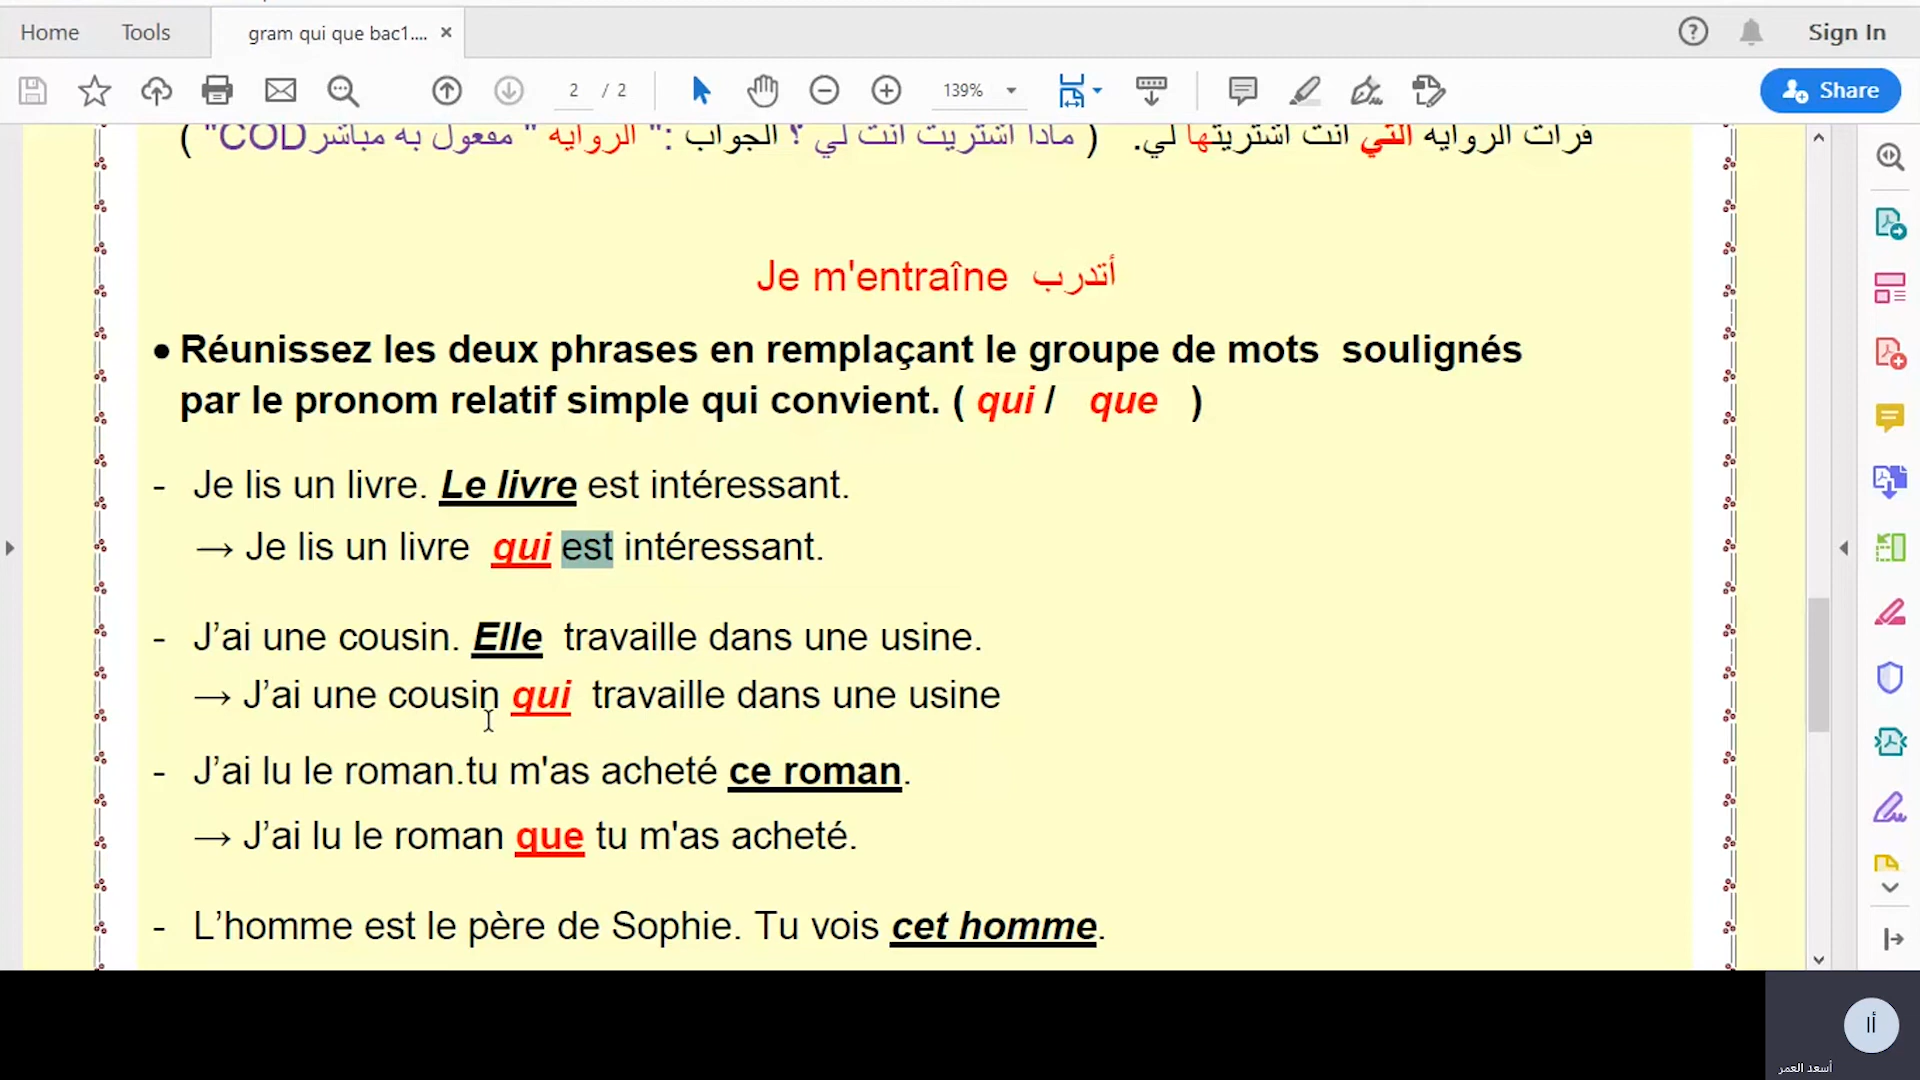 Home Tools gram qui que bac1.... × Sign In
2 / 2 139% Share
قرأت الرواية التي انت اشتريتها لي. ( ماذا اشتريت انت لي ؟ الجواب :" الرواية " مفعول به مباشرCOD" )
Je m'entraîne أتدرب
• Réunissez les deux phrases en remplaçant le groupe de mots soulignés
par le pronom relatif simple qui convient. ( qui / que )
- Je lis un livre. Le livre est intéressant.
→ Je lis un livre qui est intéressant.
- J’ai une cousin. Elle travaille dans une usine.
→ J’ai une cousin qui travaille dans une usine
- J’ai lu le roman.tu m'as acheté ce roman.
→ J’ai lu le roman que tu m'as acheté.
- L’homme est le père de Sophie. Tu vois cet homme.
أا
أسعد العمر